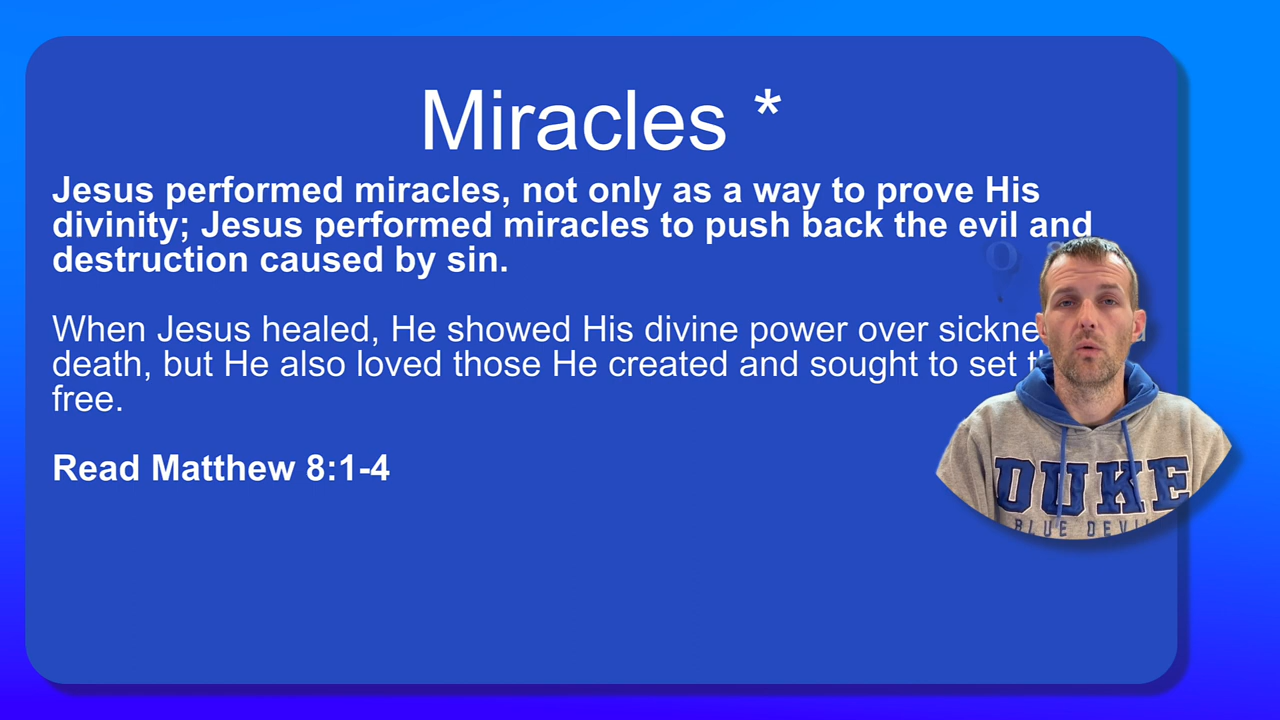 Miracles *
Jesus performed miracles, not only as a way to prove His
divinity; Jesus performed miracles to push back the evil and
destruction caused by sin.
When Jesus healed, He showed His divine power over
death, but He also loved those He created and sought to set
free.
Read Matthew 8:1-4
DUKE
BLUE